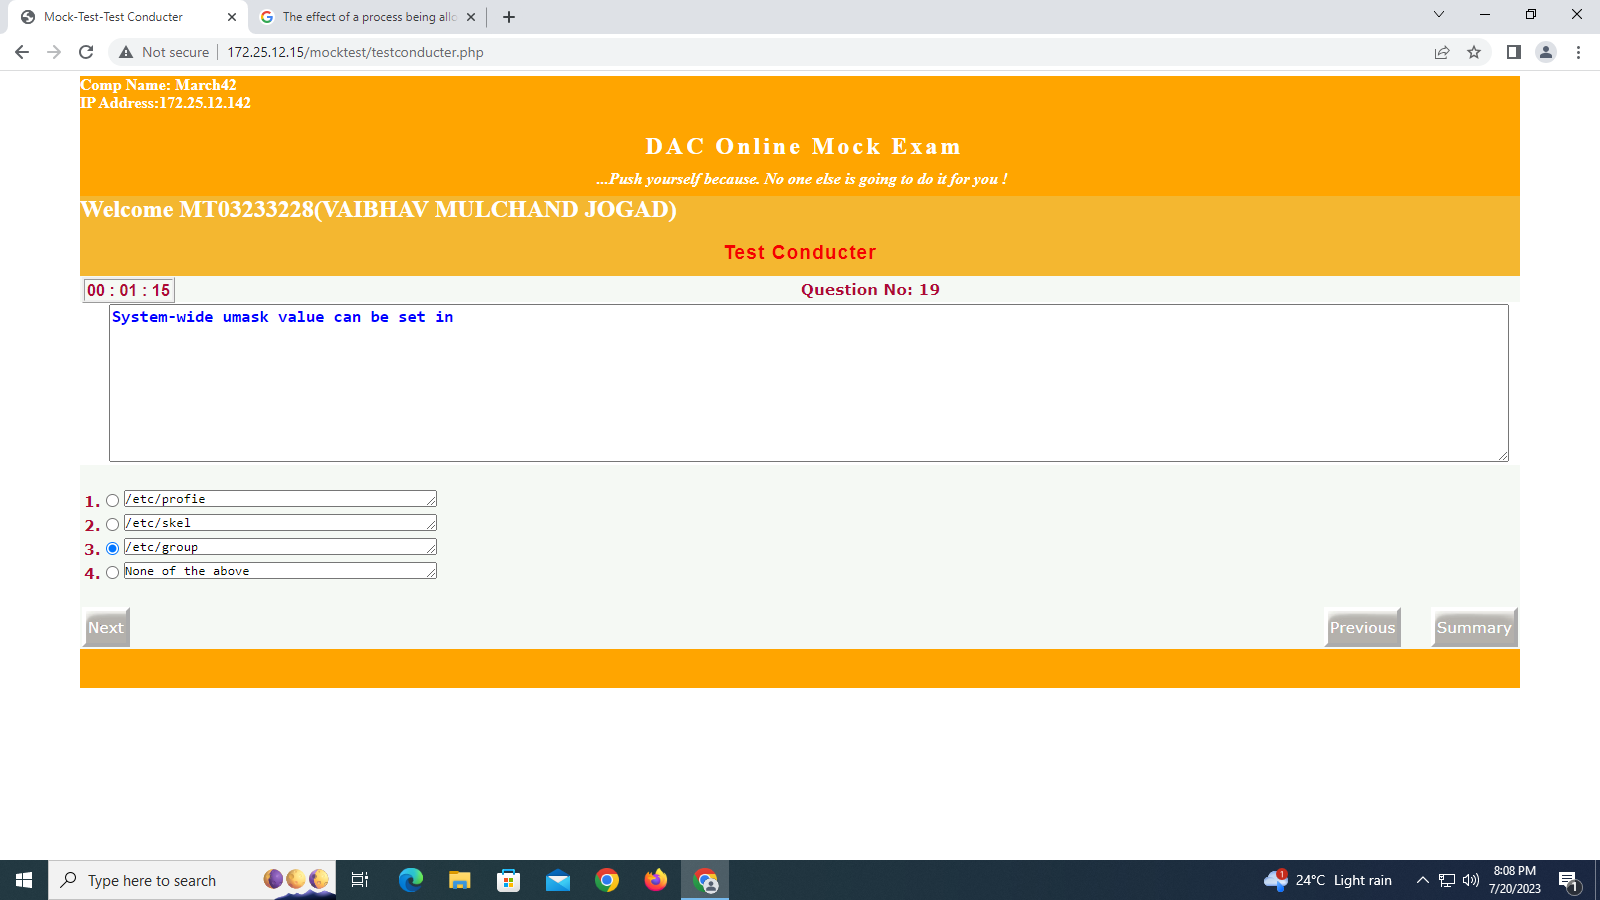 Mock-Test-Test Conducter
The effect of a process being allo
Not secure
172.25.12.15/mocktest/testconducter.php
Comp Name: March42
IP Address:172.25.12.142
DAC Online Mock Exam
...Push yourself because. No one else is going to do it for you !
Welcome MT03233228(VAIBHAV MULCHAND JOGAD)
Test Conducter
00 : 01 : 15
Question No: 19
System-wide umask value can be set in
1. /etc/profie
2. /etc/skel
3. /etc/group
4. None of the above
Next
Previous
Summary
Type here to search
1
24°C Light rain
8:08 PM
7/20/2023
1